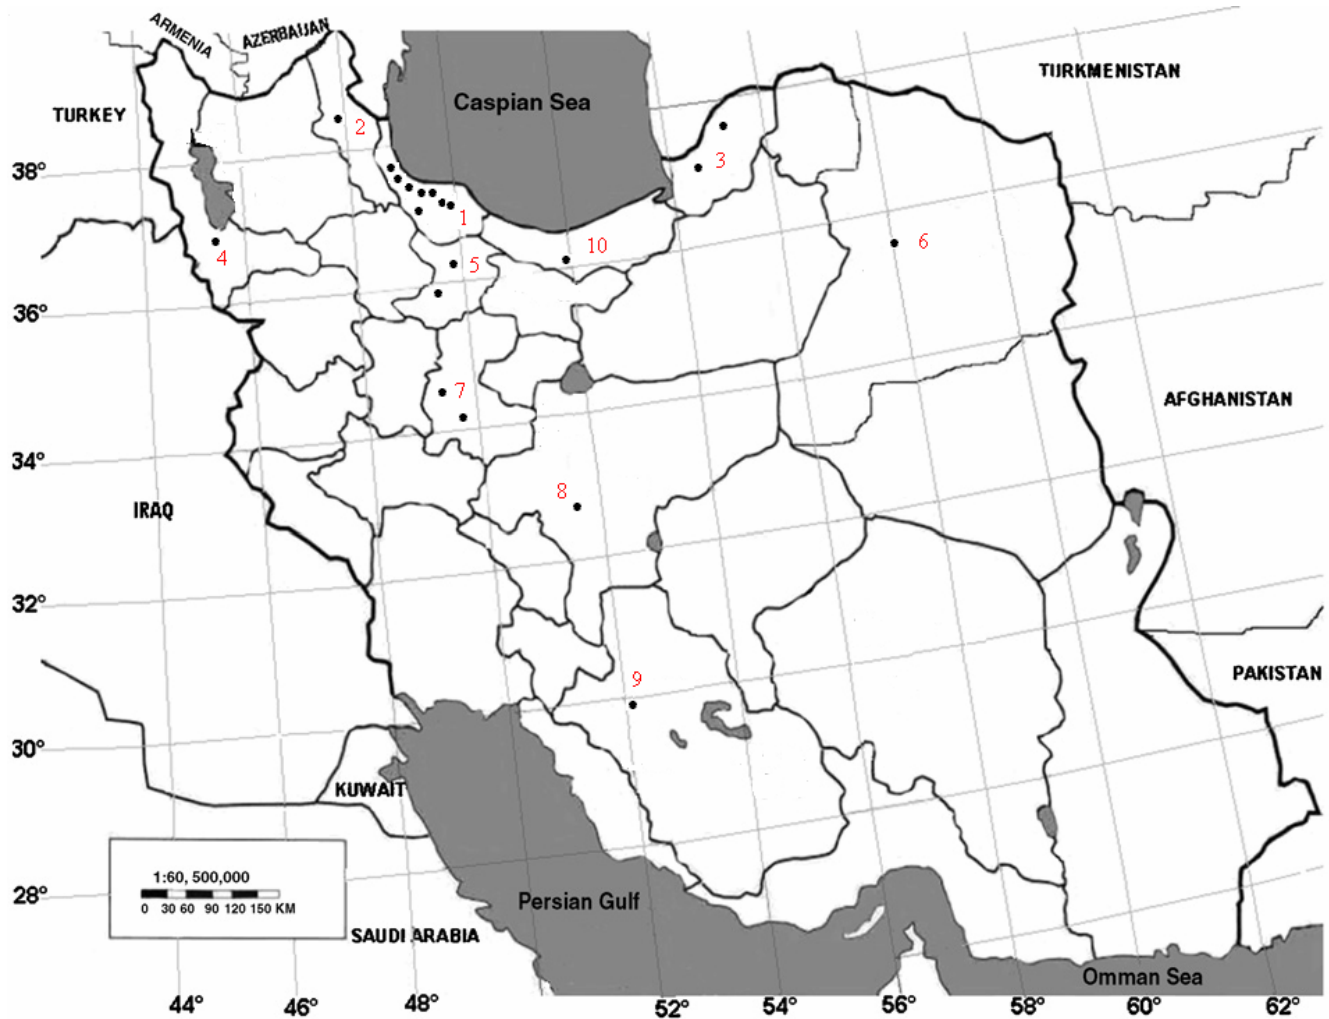 ARMENIA
AZERBAIJAN
TURKMENISTAN
TURKEY
Caspian Sea
2
3
38°
1
4
5
10
6
36°
7
AFGHANISTAN
34°
8
IRAQ
32°
9
PAKISTAN
30°
KUWAIT
1:60, 500,000
0 30 60 90 120 150 KM
28°
Persian Gulf
SAUDI ARABIA
Omman Sea
44° 46° 48° 52° 54° 56° 58° 60° 62°